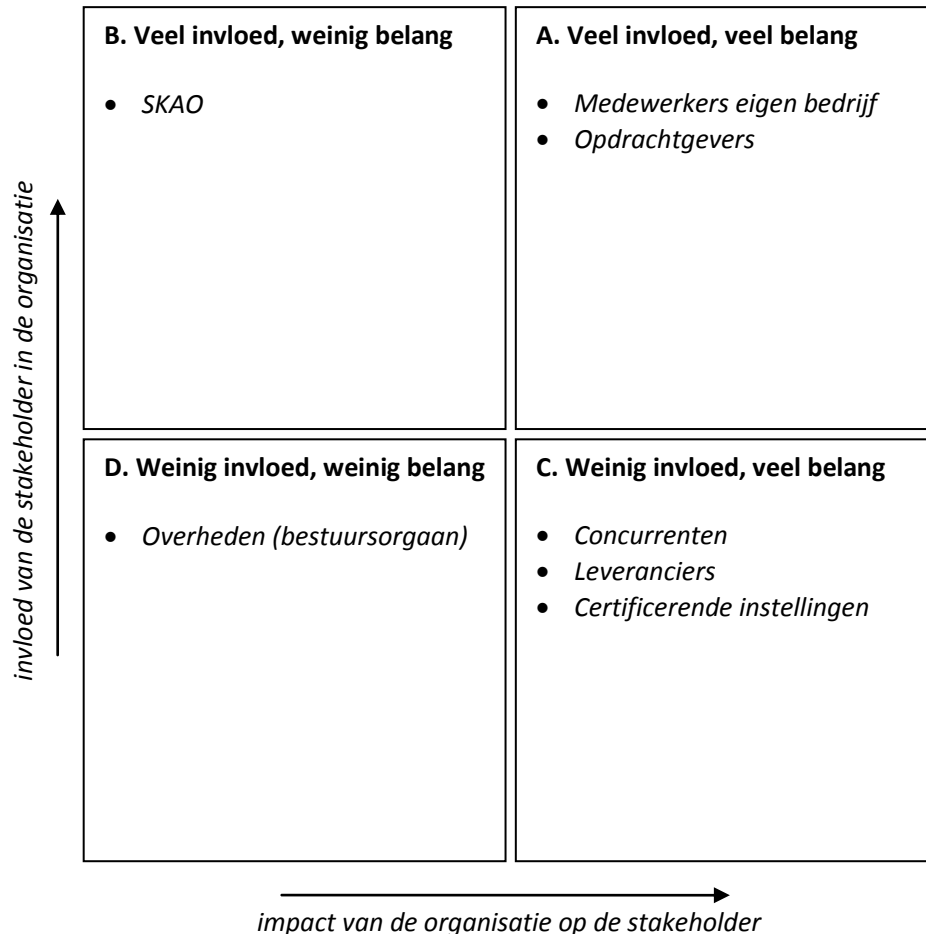 B. Veel invloed, weinig belang
• SKAO
A. Veel invloed, veel belang
• Medewerkers eigen bedrijf
• Opdrachtgevers
invloed van de stakeholder in de organisatie
D. Weinig invloed, weinig belang
• Overheden (bestuursorgaan)
C. Weinig invloed, veel belang
• Concurrenten
• Leveranciers
• Certificerende instellingen
impact van de organisatie op de stakeholder